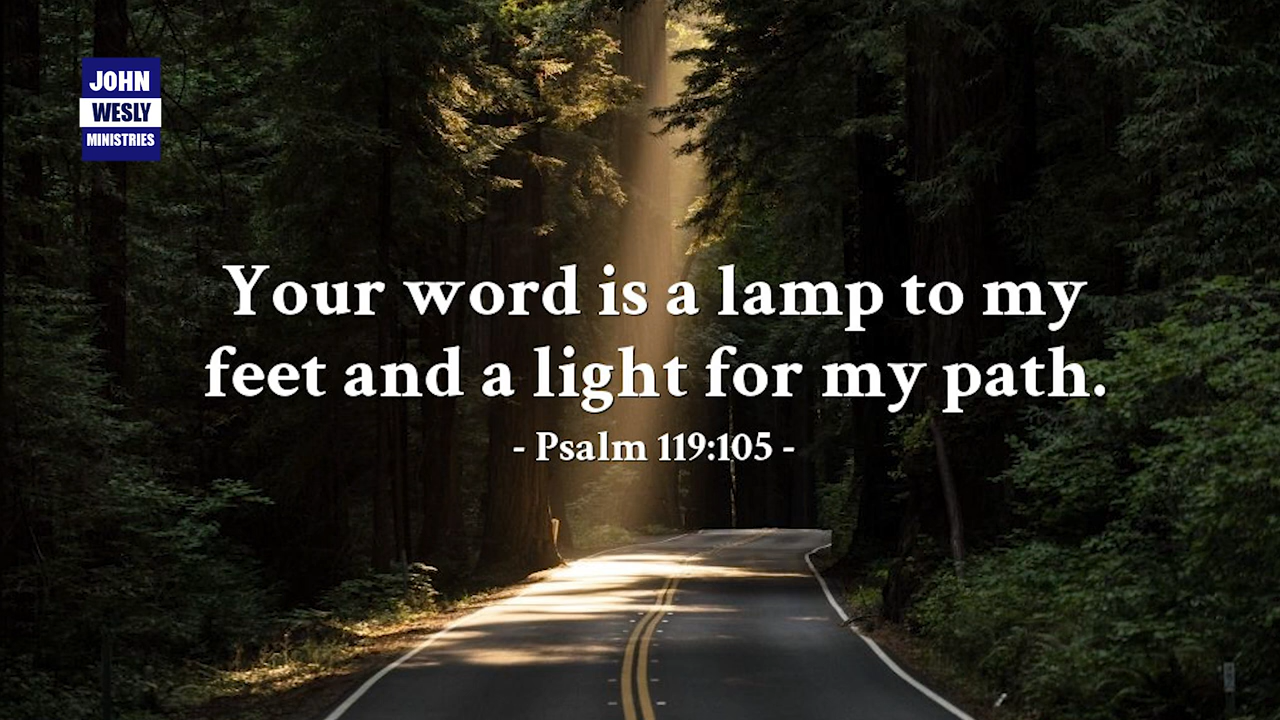 JOHN
WESLY
MINISTRIES
Your word is a lamp to my
feet and a light for my path.
- Psalm 119:105 -